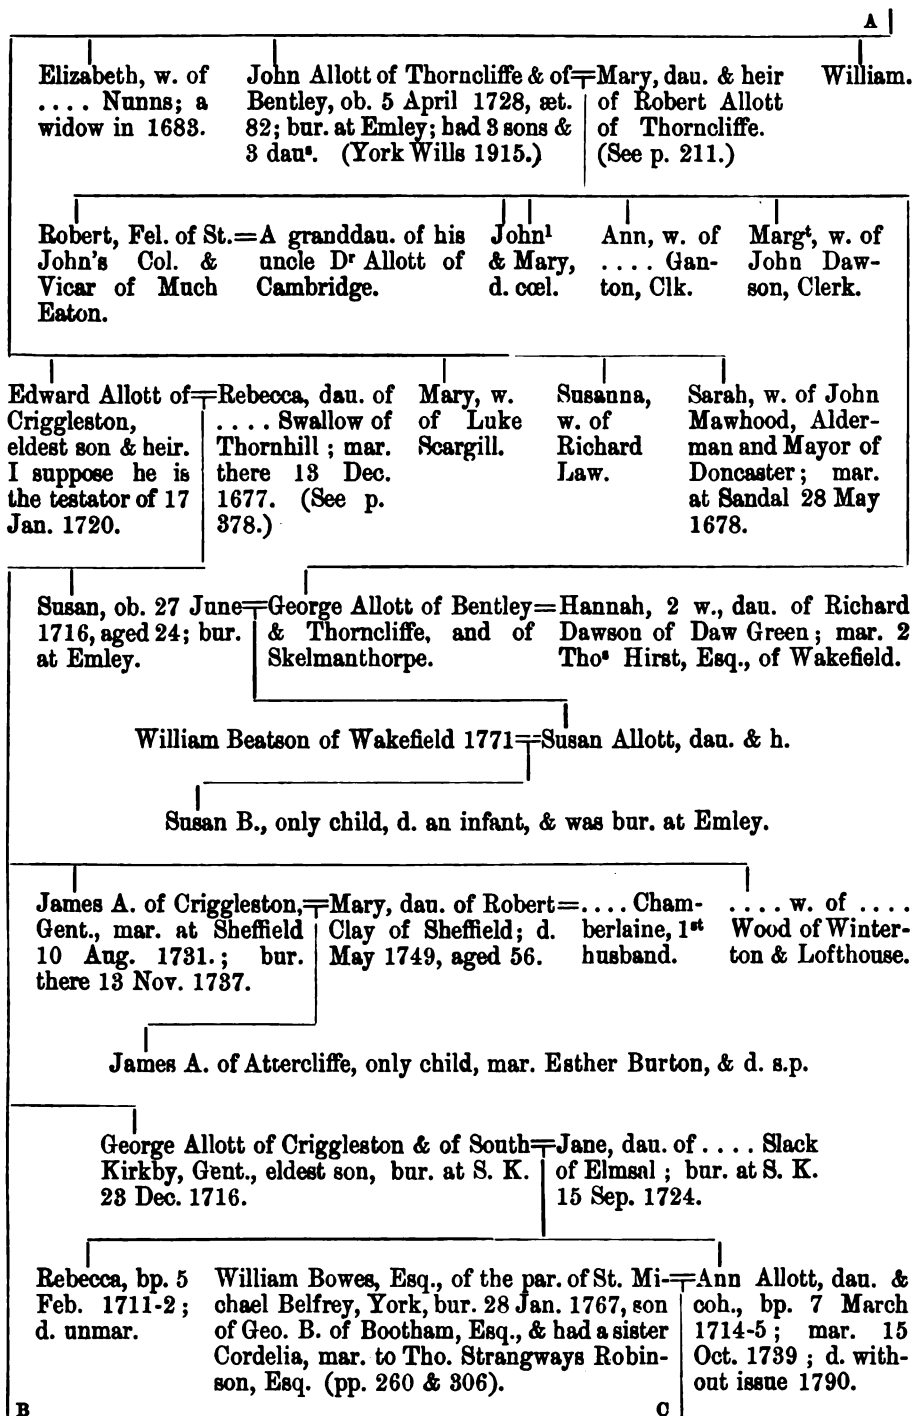 A
Elizabeth, w. of
.... Nunns; a
widow in 1683.
John Allott of Thorncliffe & of=Mary, dau. & heir
Bentley, ob. 5 April 1728, æt.
82; bur. at Emley; had 3 sons &
3 dauˢ. (York Wills 1915.)
of Robert Allott
of Thorncliffe.
(See p. 211.)
William.
Robert, Fel. of St.=A granddau. of his
John's Col. &
Vicar of Much
Eaton.
uncle Dʳ Allott of
Cambridge.
John¹
& Mary,
d. cœl.
Ann, w. of
.... Gan-
ton, Clk.
Margᵗ, w. of
John Daw-
son, Clerk.
Edward Allott of=Rebecca, dau. of
Criggleston,
eldest son & heir.
I suppose he is
the testator of 17
Jan. 1720.
.... Swallow of
Thornhill; mar.
there 13 Dec.
1677. (See p.
378.)
Mary, w.
of Luke
Scargill.
Susanna,
w. of
Richard
Law.
Sarah, w. of John
Mawhood, Alder-
man and Mayor of
Doncaster; mar.
at Sandal 28 May
1678.
Susan, ob. 27 June=George Allott of Bentley=Hannah, 2 w., dau. of Richard
1716, aged 24; bur.
at Emley.
& Thorncliffe, and of
Skelmanthorpe.
Dawson of Daw Green; mar. 2
Thoˢ Hirst, Esq., of Wakefield.
William Beatson of Wakefield 1771=Susan Allott, dau. & h.
Susan B., only child, d. an infant, & was bur. at Emley.
James A. of Criggleston,=Mary, dau. of Robert=.... Cham-
Gent., mar. at Sheffield
10 Aug. 1731.; bur.
there 13 Nov. 1737.
Clay of Sheffield; d.
May 1749, aged 56.
berlaine, 1ˢᵗ
husband.
.... w. of ....
Wood of Winter-
ton & Lofthouse.
James A. of Attercliffe, only child, mar. Esther Burton, & d. s.p.
George Allott of Criggleston & of South=Jane, dau. of .... Slack
Kirkby, Gent., eldest son, bur. at S. K.
23 Dec. 1716.
of Elmsal; bur. at S. K.
15 Sep. 1724.
Rebecca, bp. 5
Feb. 1711-2;
d. unmar.
William Bowes, Esq., of the par. of St. Mi-=Ann Allott, dau. &
chael Belfrey, York, bur. 28 Jan. 1767, son
of Geo. B. of Bootham, Esq., & had a sister
Cordelia, mar. to Tho. Strangways Robin-
son, Esq. (pp. 260 & 306).
coh., bp. 7 March
1714-5; mar. 15
Oct. 1739; d. with-
out issue 1790.
B
C